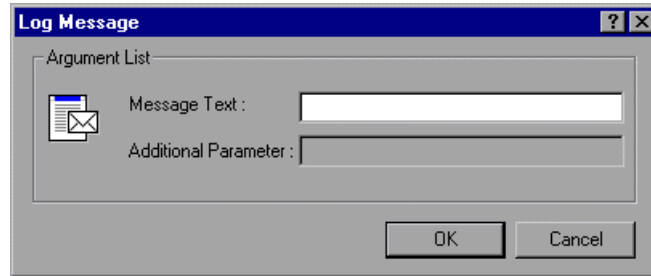 Log Message
Argument List
Message Text :
Additional Parameter :
OK Cancel